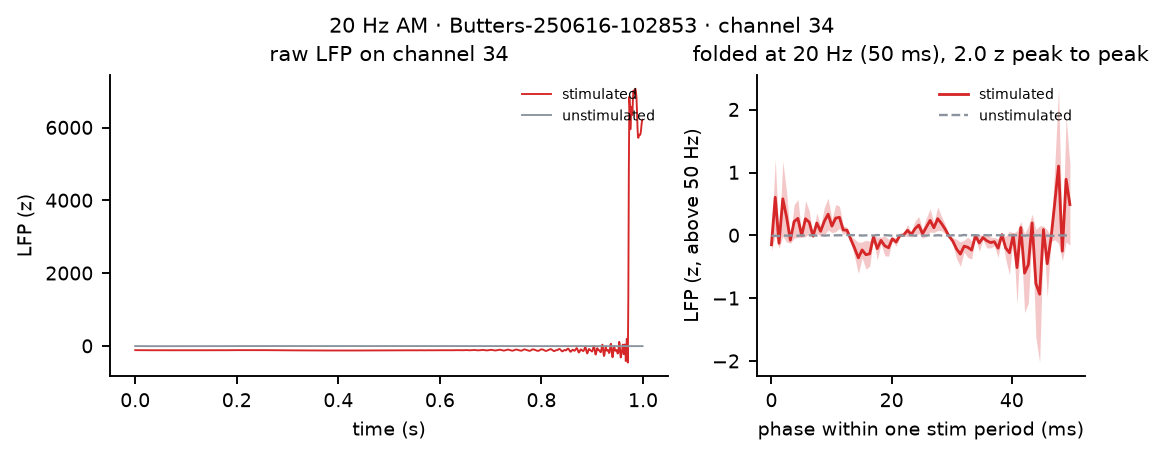 20 Hz AM · Butters-250616-102853 · channel 34
raw LFP on channel 34
folded at 20 Hz (50 ms), 2.0 z peak to peak
stimulated
unstimulated
stimulated
unstimulated
LFP (z)
6000
4000
2000
0
0.0 0.2 0.4 0.6 0.8 1.0
time (s)
LFP (z, above 50 Hz)
2
1
0
−1
−2
0 20 40
phase within one stim period (ms)